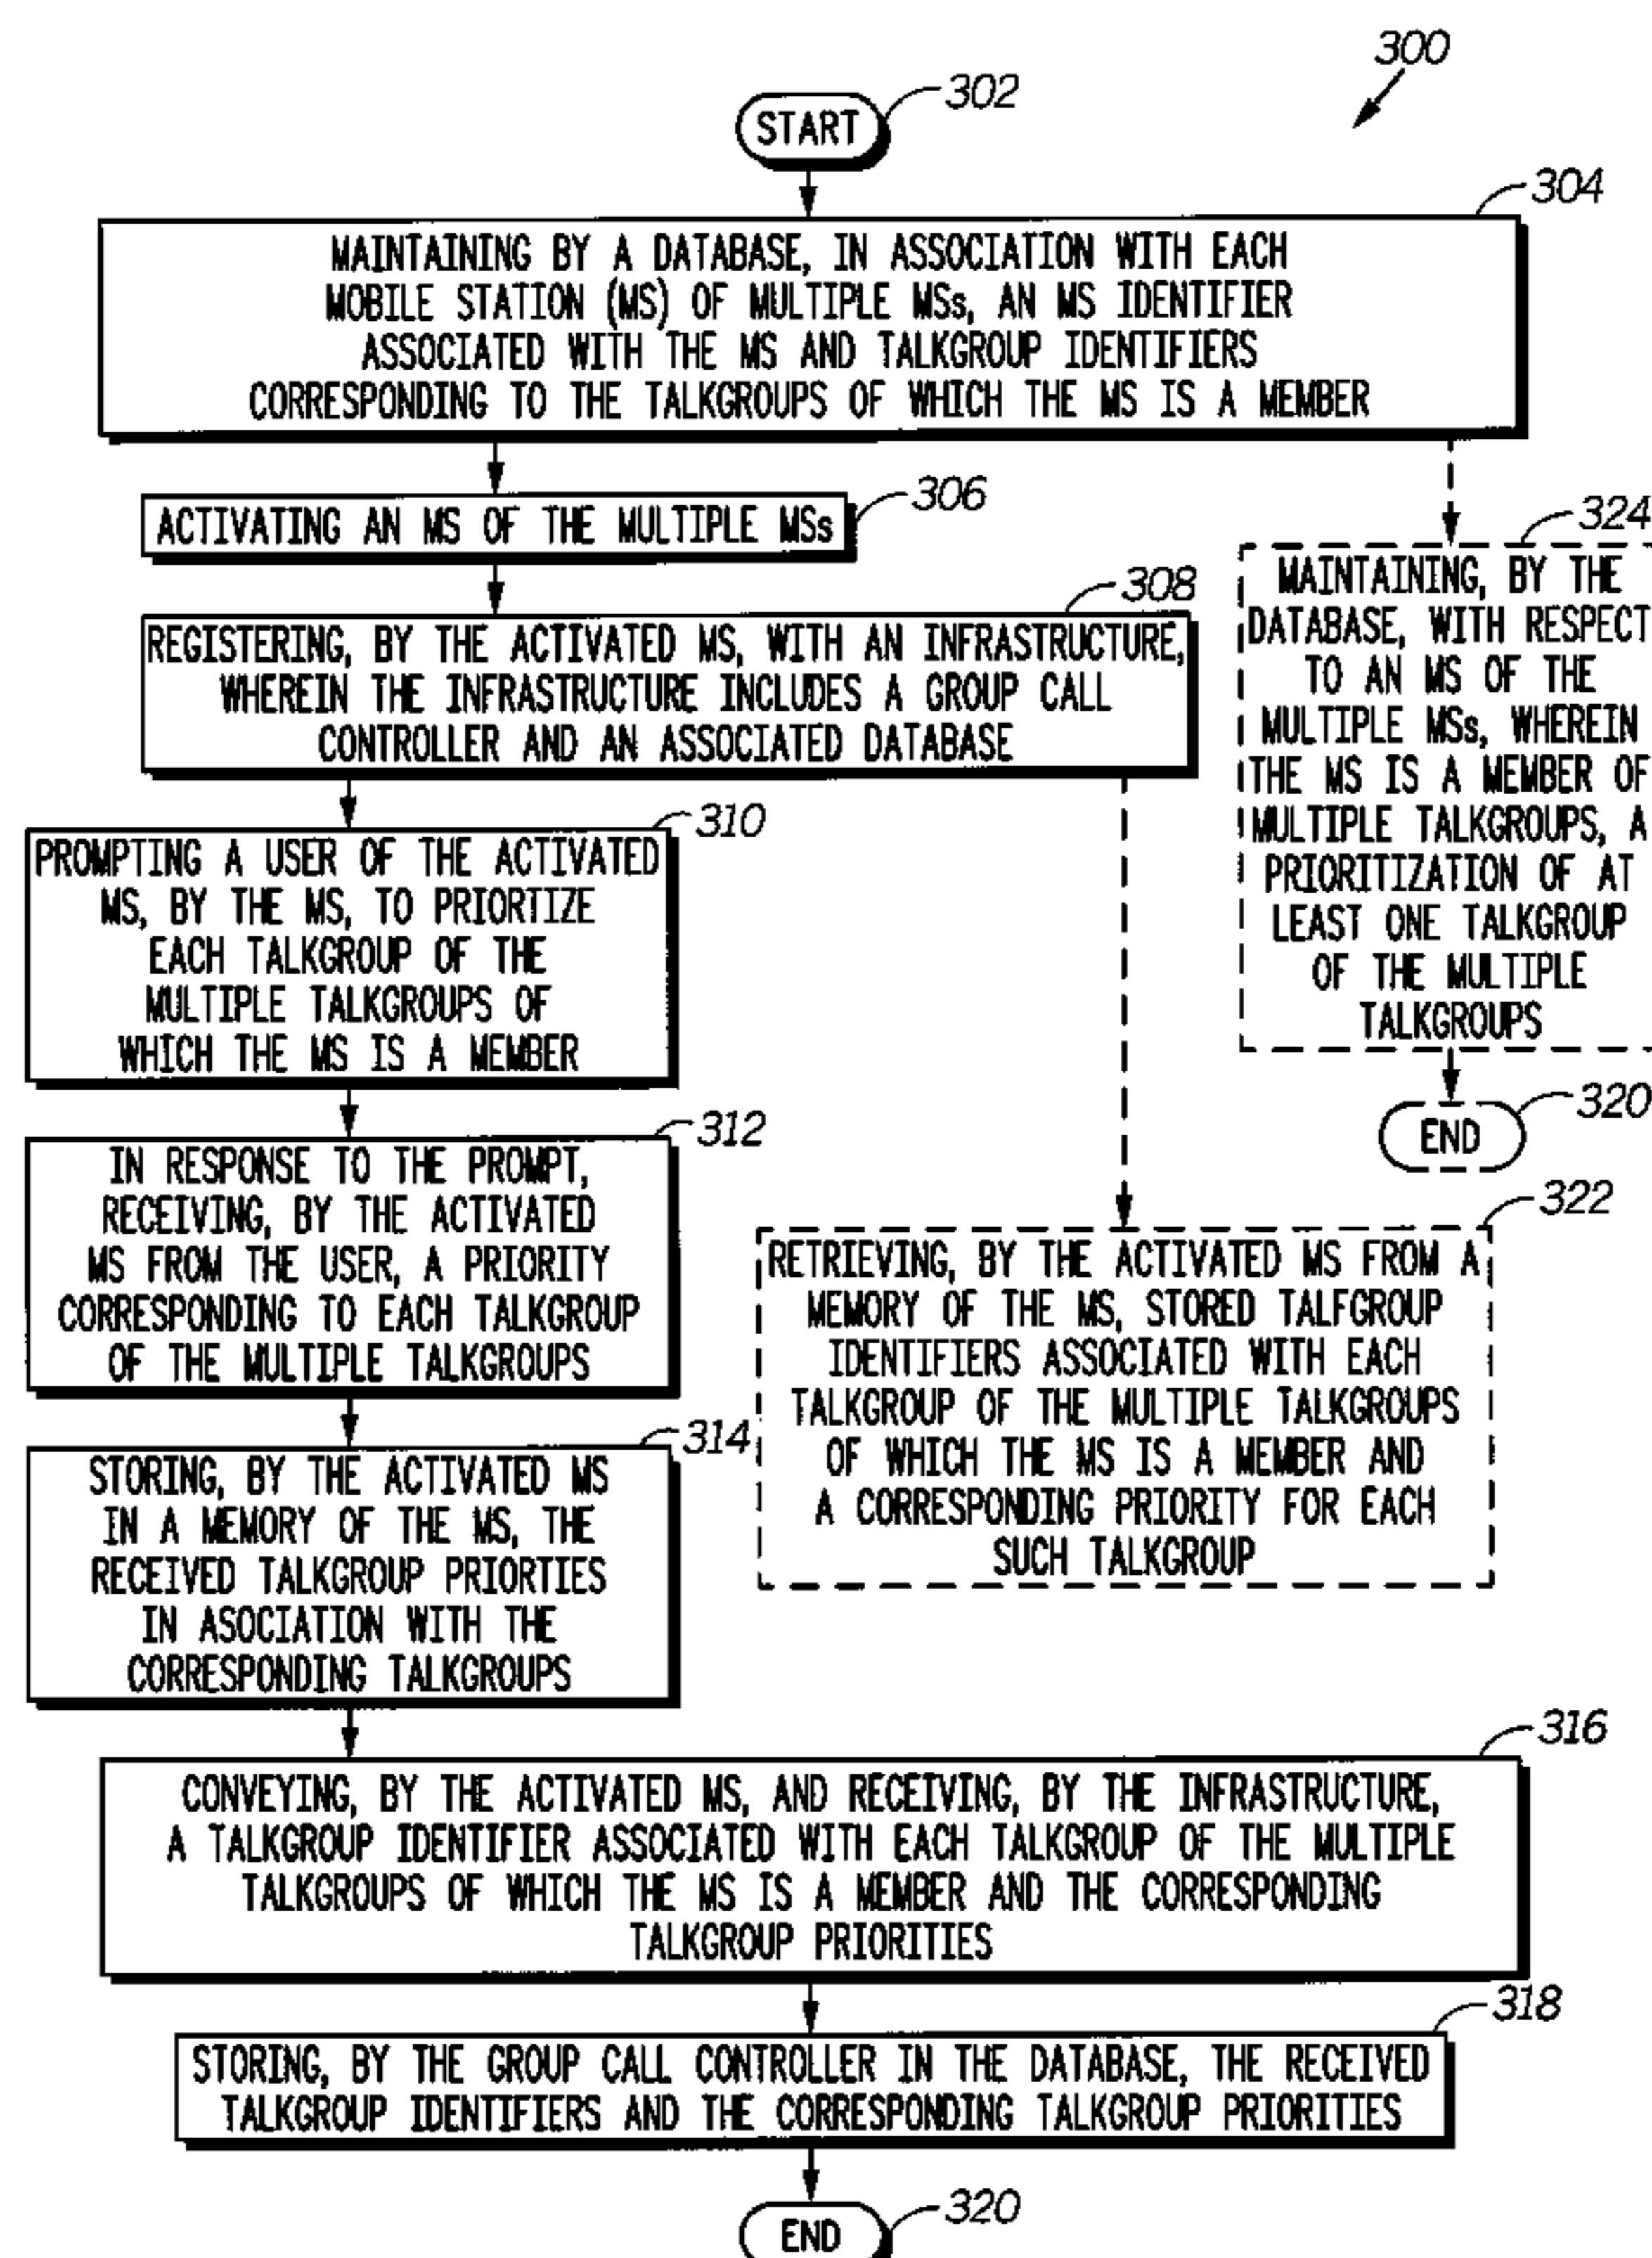 300
302
START
304
MAINTAINING BY A DATABASE, IN ASSOCIATION WITH EACH
MOBILE STATION (MS) OF MULTIPLE MSs, AN MS IDENTIFIER
ASSOCIATED WITH THE MS AND TALKGROUP IDENTIFIERS
CORRESPONDING TO THE TALKGROUPS OF WHICH THE MS IS A MEMBER
306
ACTIVATING AN MS OF THE MULTIPLE MSs
308
REGISTERING, BY THE ACTIVATED MS, WITH AN INFRASTRUCTURE,
WHEREIN THE INFRASTRUCTURE INCLUDES A GROUP CALL
CONTROLLER AND AN ASSOCIATED DATABASE
324
MAINTAINING, BY THE
DATABASE, WITH RESPECT
TO AN MS OF THE
MULTIPLE MSs, WHEREIN
THE MS IS A MEMBER OF
MULTIPLE TALKGROUPS, A
PRIORITIZATION OF AT
LEAST ONE TALKGROUP
OF THE MULTIPLE
TALKGROUPS
320
END
310
PROMPTING A USER OF THE ACTIVATED
MS, BY THE MS, TO PRIORTIZE
EACH TALKGROUP OF THE
MULTIPLE TALKGROUPS OF
WHICH THE MS IS A MEMBER
312
IN RESPONSE TO THE PROMPT,
RECEIVING, BY THE ACTIVATED
MS FROM THE USER, A PRIORITY
CORRESPONDING TO EACH TALKGROUP
OF THE MULTIPLE TALKGROUPS
322
RETRIEVING, BY THE ACTIVATED MS FROM A
MEMORY OF THE MS, STORED TALFGROUP
IDENTIFIERS ASSOCIATED WITH EACH
TALKGROUP OF THE MULTIPLE TALKGROUPS
OF WHICH THE MS IS A MEMBER AND
A CORRESPONDING PRIORITY FOR EACH
SUCH TALKGROUP
314
STORING, BY THE ACTIVATED MS
IN A MEMORY OF THE MS, THE
RECEIVED TALKGROUP PRIORTIES
IN ASOCIATION WITH THE
CORRESPONDING TALKGROUPS
316
CONVEYING, BY THE ACTIVATED MS, AND RECEIVING, BY THE INFRASTRUCTURE,
A TALKGROUP IDENTIFIER ASSOCIATED WITH EACH TALKGROUP OF THE MULTIPLE
TALKGROUPS OF WHICH THE MS IS A MEMBER AND THE CORRESPONDING
TALKGROUP PRIORITIES
318
STORING, BY THE GROUP CALL CONTROLLER IN THE DATABASE, THE RECEIVED
TALKGROUP IDENTIFIERS AND THE CORRESPONDING TALKGROUP PRIORITIES
320
END